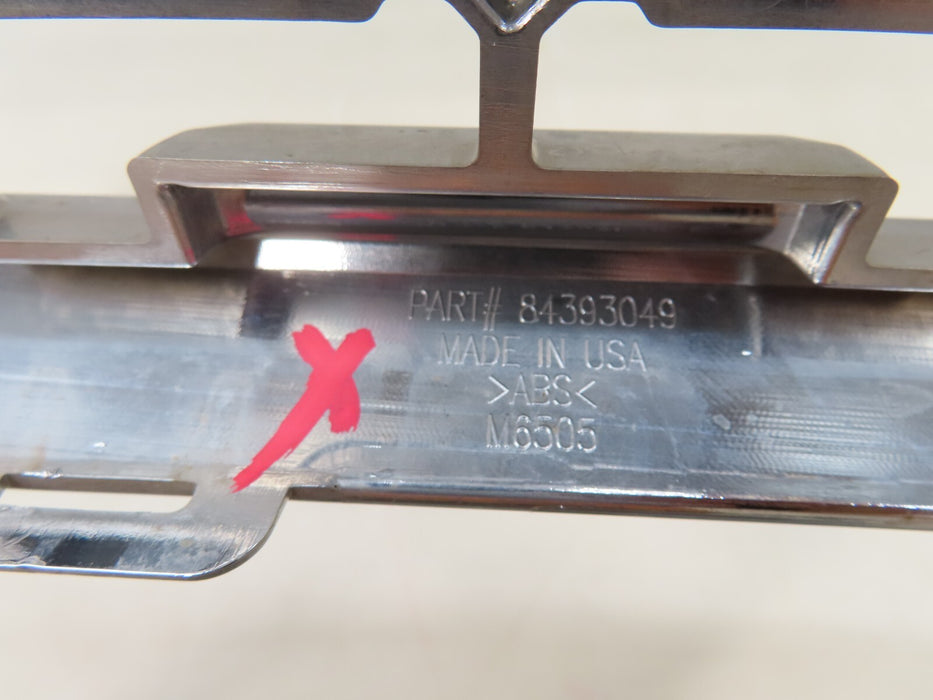 PART# 84393049
MADE IN USA
>ABS<
M6505